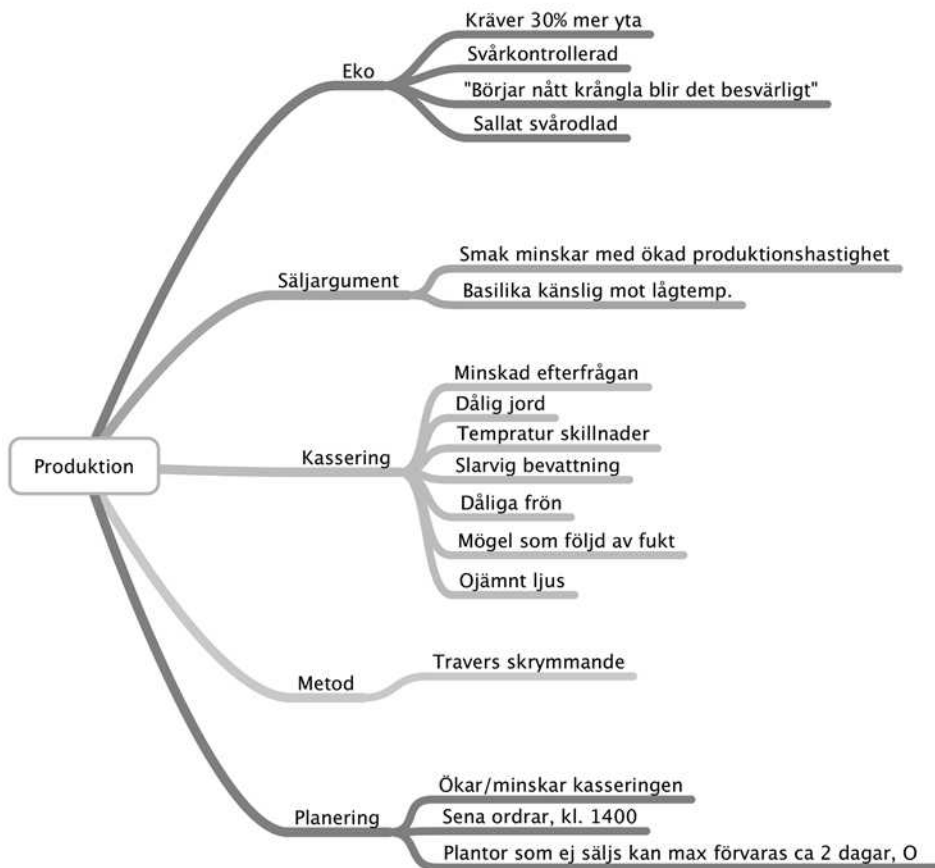 Produktion
Eko
Kräver 30% mer yta
Svårkontrollerad
"Börjar nått krångla blir det besvärligt"
Sallat svårodlad
Säljargument
Smak minskar med ökad produktionshastighet
Basilika känslig mot lågtemp.
Kassering
Minskad efterfrågan
Dålig jord
Tempratur skillnader
Slarvig bevattning
Dåliga frön
Mögel som följd av fukt
Ojämnt ljus
Metod
Travers skrymmande
Planering
Ökar/minskar kasseringen
Sena ordrar, kl. 1400
Plantor som ej säljs kan max förvaras ca 2 dagar, O